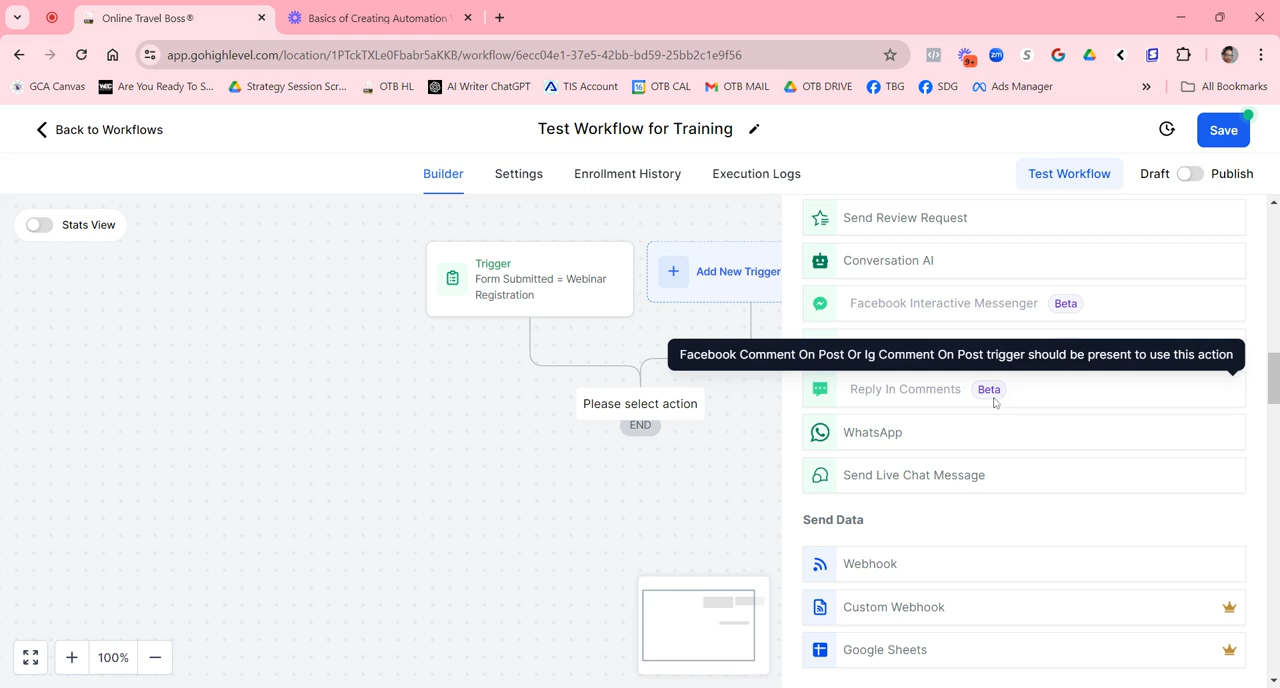 Online Travel Boss®
Basics of Creating Automation
app.gohighlevel.com/location/1PTckTXLe0Fbabr5aKKB/workflow/6ecc04e1-37e5-42bb-bd59-25bb2c1e9f56
9+
zm
GCA Canvas
Are You Ready To S...
Strategy Session Scr...
OTB HL
AI Writer ChatGPT
TIS Account
16
OTB CAL
OTB MAIL
OTB DRIVE
TBG
SDG
Ads Manager
All Bookmarks
Back to Workflows
Test Workflow for Training
Save
Builder
Settings
Enrollment History
Execution Logs
Test Workflow
Draft
Publish
Stats View
Trigger
Form Submitted = Webinar
Registration
Add New Trigger
Please select action
END
100%
Send Review Request
Conversation AI
Facebook Interactive Messenger
Beta
Facebook Comment On Post Or Ig Comment On Post trigger should be present to use this action
Reply In Comments
Beta
WhatsApp
Send Live Chat Message
Send Data
Webhook
Custom Webhook
Google Sheets